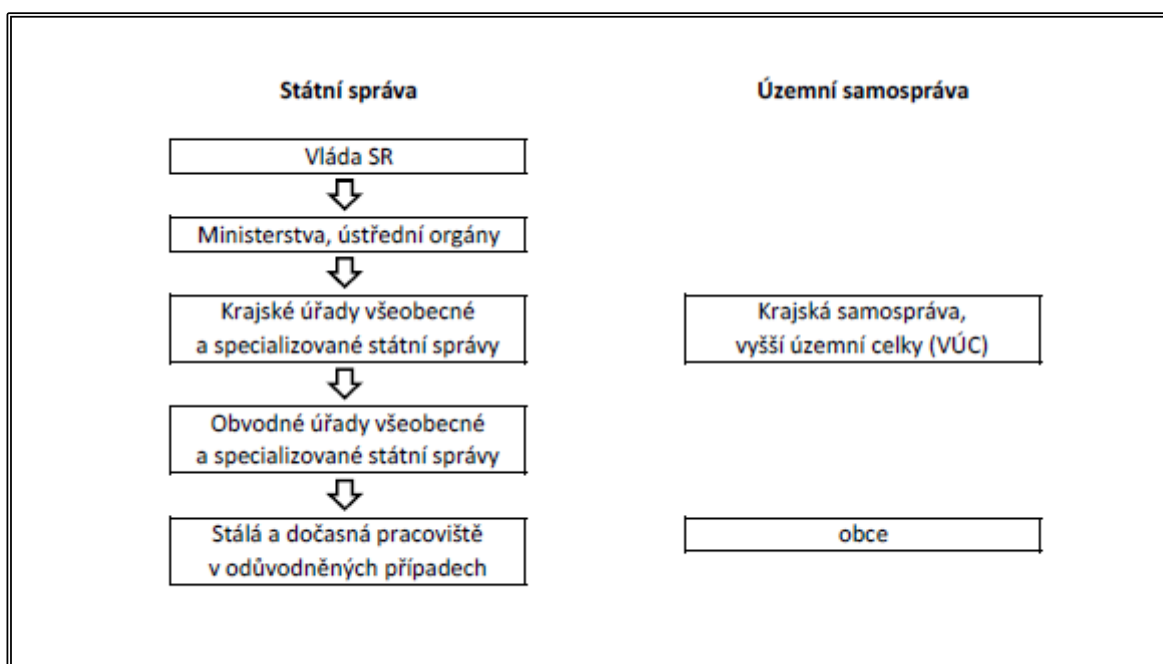 Státní správa
Územní samospráva
Vláda SR
Ministerstva, ústřední orgány
Krajské úřady všeobecné
a specializované státní správy
Krajská samospráva,
vyšší územní celky (VÚC)
Obvodné úřady všeobecné
a specializované státní správy
Stálá a dočasná pracoviště
v odůvodněných případech
obce